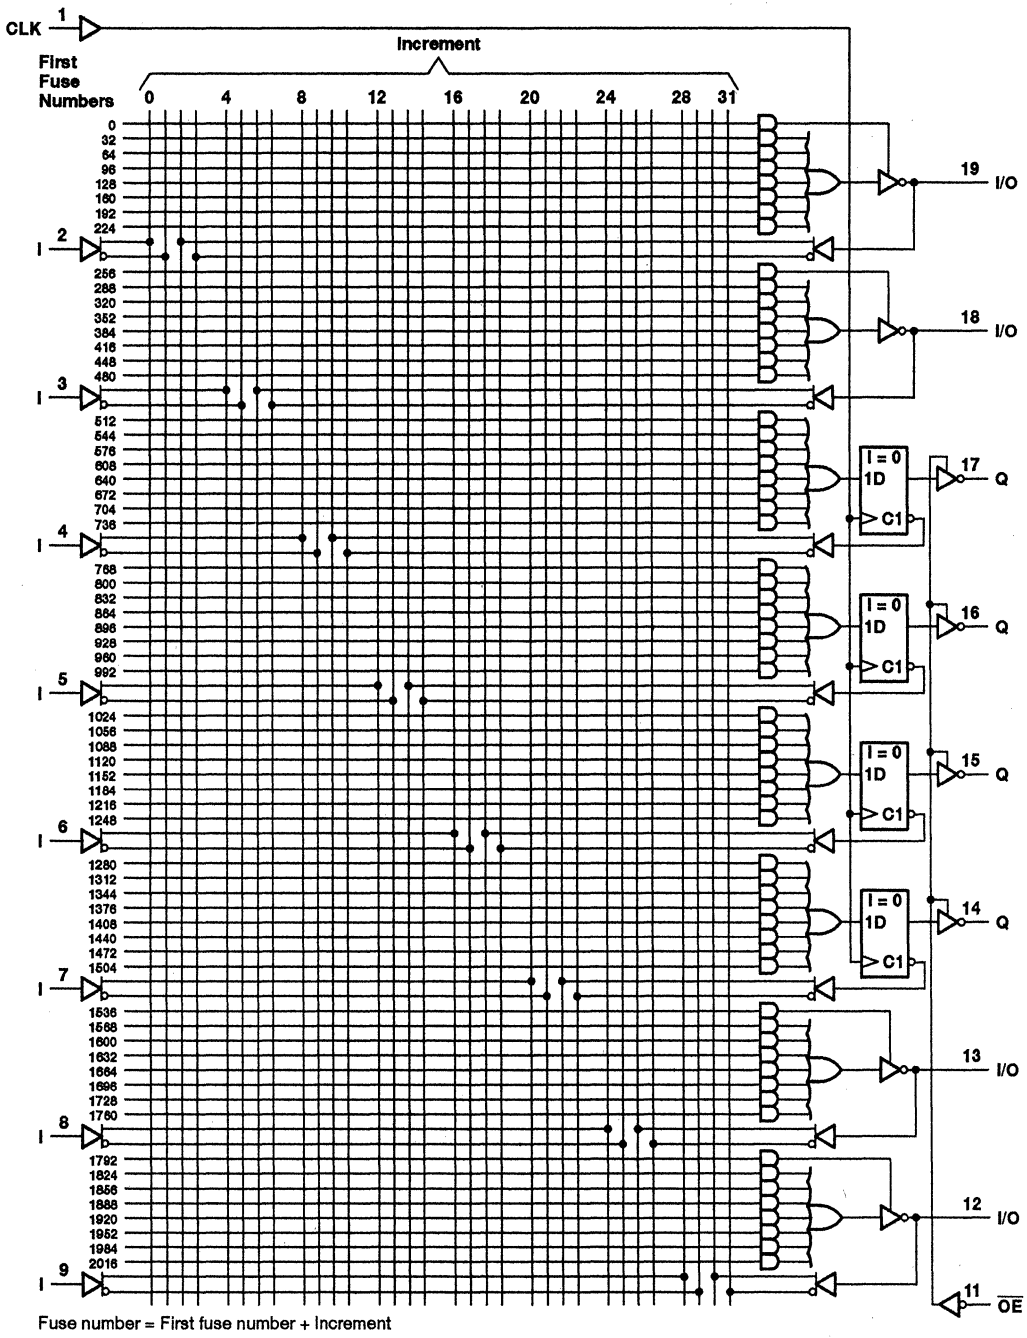 CLK 1
Increment
First
Fuse
Numbers
0 4 8 12 16 20 24 28 31
0
32
64
96
128
160
192
224
19 I/O
I 2
256
288
320
352
384
416
448
480
18 I/O
I 3
512
544
576
608
640
672
704
736
I = 0
1D
C1
17 Q
I 4
768
800
832
864
896
928
960
992
I = 0
1D
C1
16 Q
I 5
1024
1056
1088
1120
1152
1184
1216
1248
I = 0
1D
C1
15 Q
I 6
1280
1312
1344
1376
1408
1440
1472
1504
I = 0
1D
C1
14 Q
I 7
1536
1568
1600
1632
1664
1696
1728
1760
13 I/O
I 8
1792
1824
1856
1888
1920
1952
1984
2016
12 I/O
I 9
11 O̅E̅
Fuse number = First fuse number + Increment